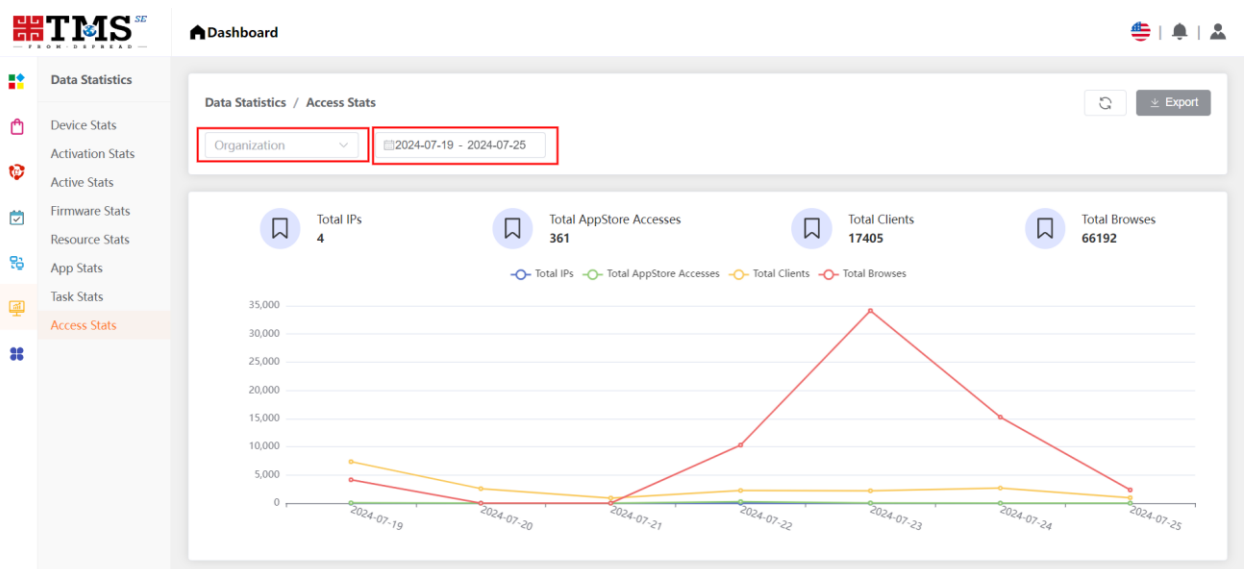 TMS SE
FROM·DSPREAD
Dashboard
Data Statistics
Device Stats
Activation Stats
Active Stats
Firmware Stats
Resource Stats
App Stats
Task Stats
Access Stats
Data Statistics / Access Stats
Export
Organization
2024-07-19 - 2024-07-25
Total IPs
4
Total AppStore Accesses
361
Total Clients
17405
Total Browses
66192
Total IPs Total AppStore Accesses Total Clients Total Browses
35,000
30,000
25,000
20,000
15,000
10,000
5,000
0
2024-07-19 2024-07-20 2024-07-21 2024-07-22 2024-07-23 2024-07-24 2024-07-25